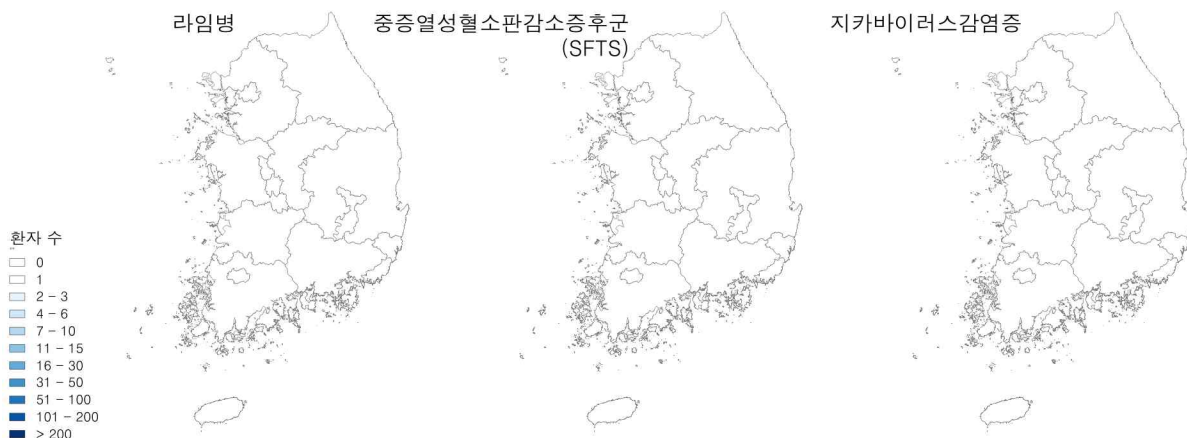 라임병
중증열성혈소판감소증후군
(SFTS)
지카바이러스감염증
환자 수
0
1
2 - 3
4 - 6
7 - 10
11 - 15
16 - 30
31 - 50
51 - 100
101 - 200
> 200